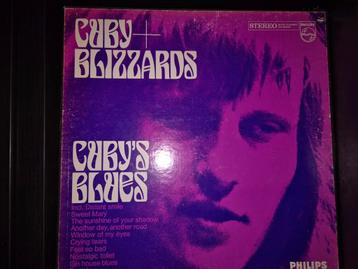 CUBY+
BLIZZARDS
STEREO
PHILIPS
CUBY'S
BLUES
Incl. Distant smile
Sweet Mary
The sunshine of your shadow
Another day, another road
Window of my eyes
Crying tears
Feel so bad
Nostalgic toilet
Gin house blues
PHILIPS